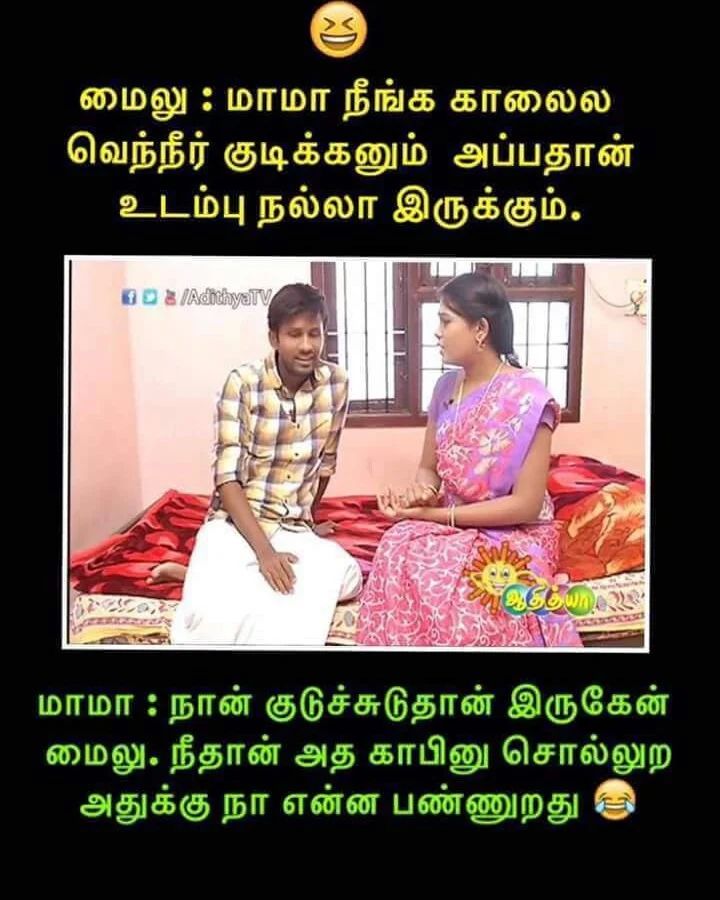 மைலு : மாமா நீங்க காலைல
வெந்நீர் குடிக்கனும் அப்பதான்
உடம்பு நல்லா இருக்கும்.
/AdithyaTV
ஆதித்யா
மாமா : நான் குடுச்சுடுதான் இருகேன்
மைலு. நீதான் அத காபினு சொல்லுற
அதுக்கு நா என்ன பண்ணுறது